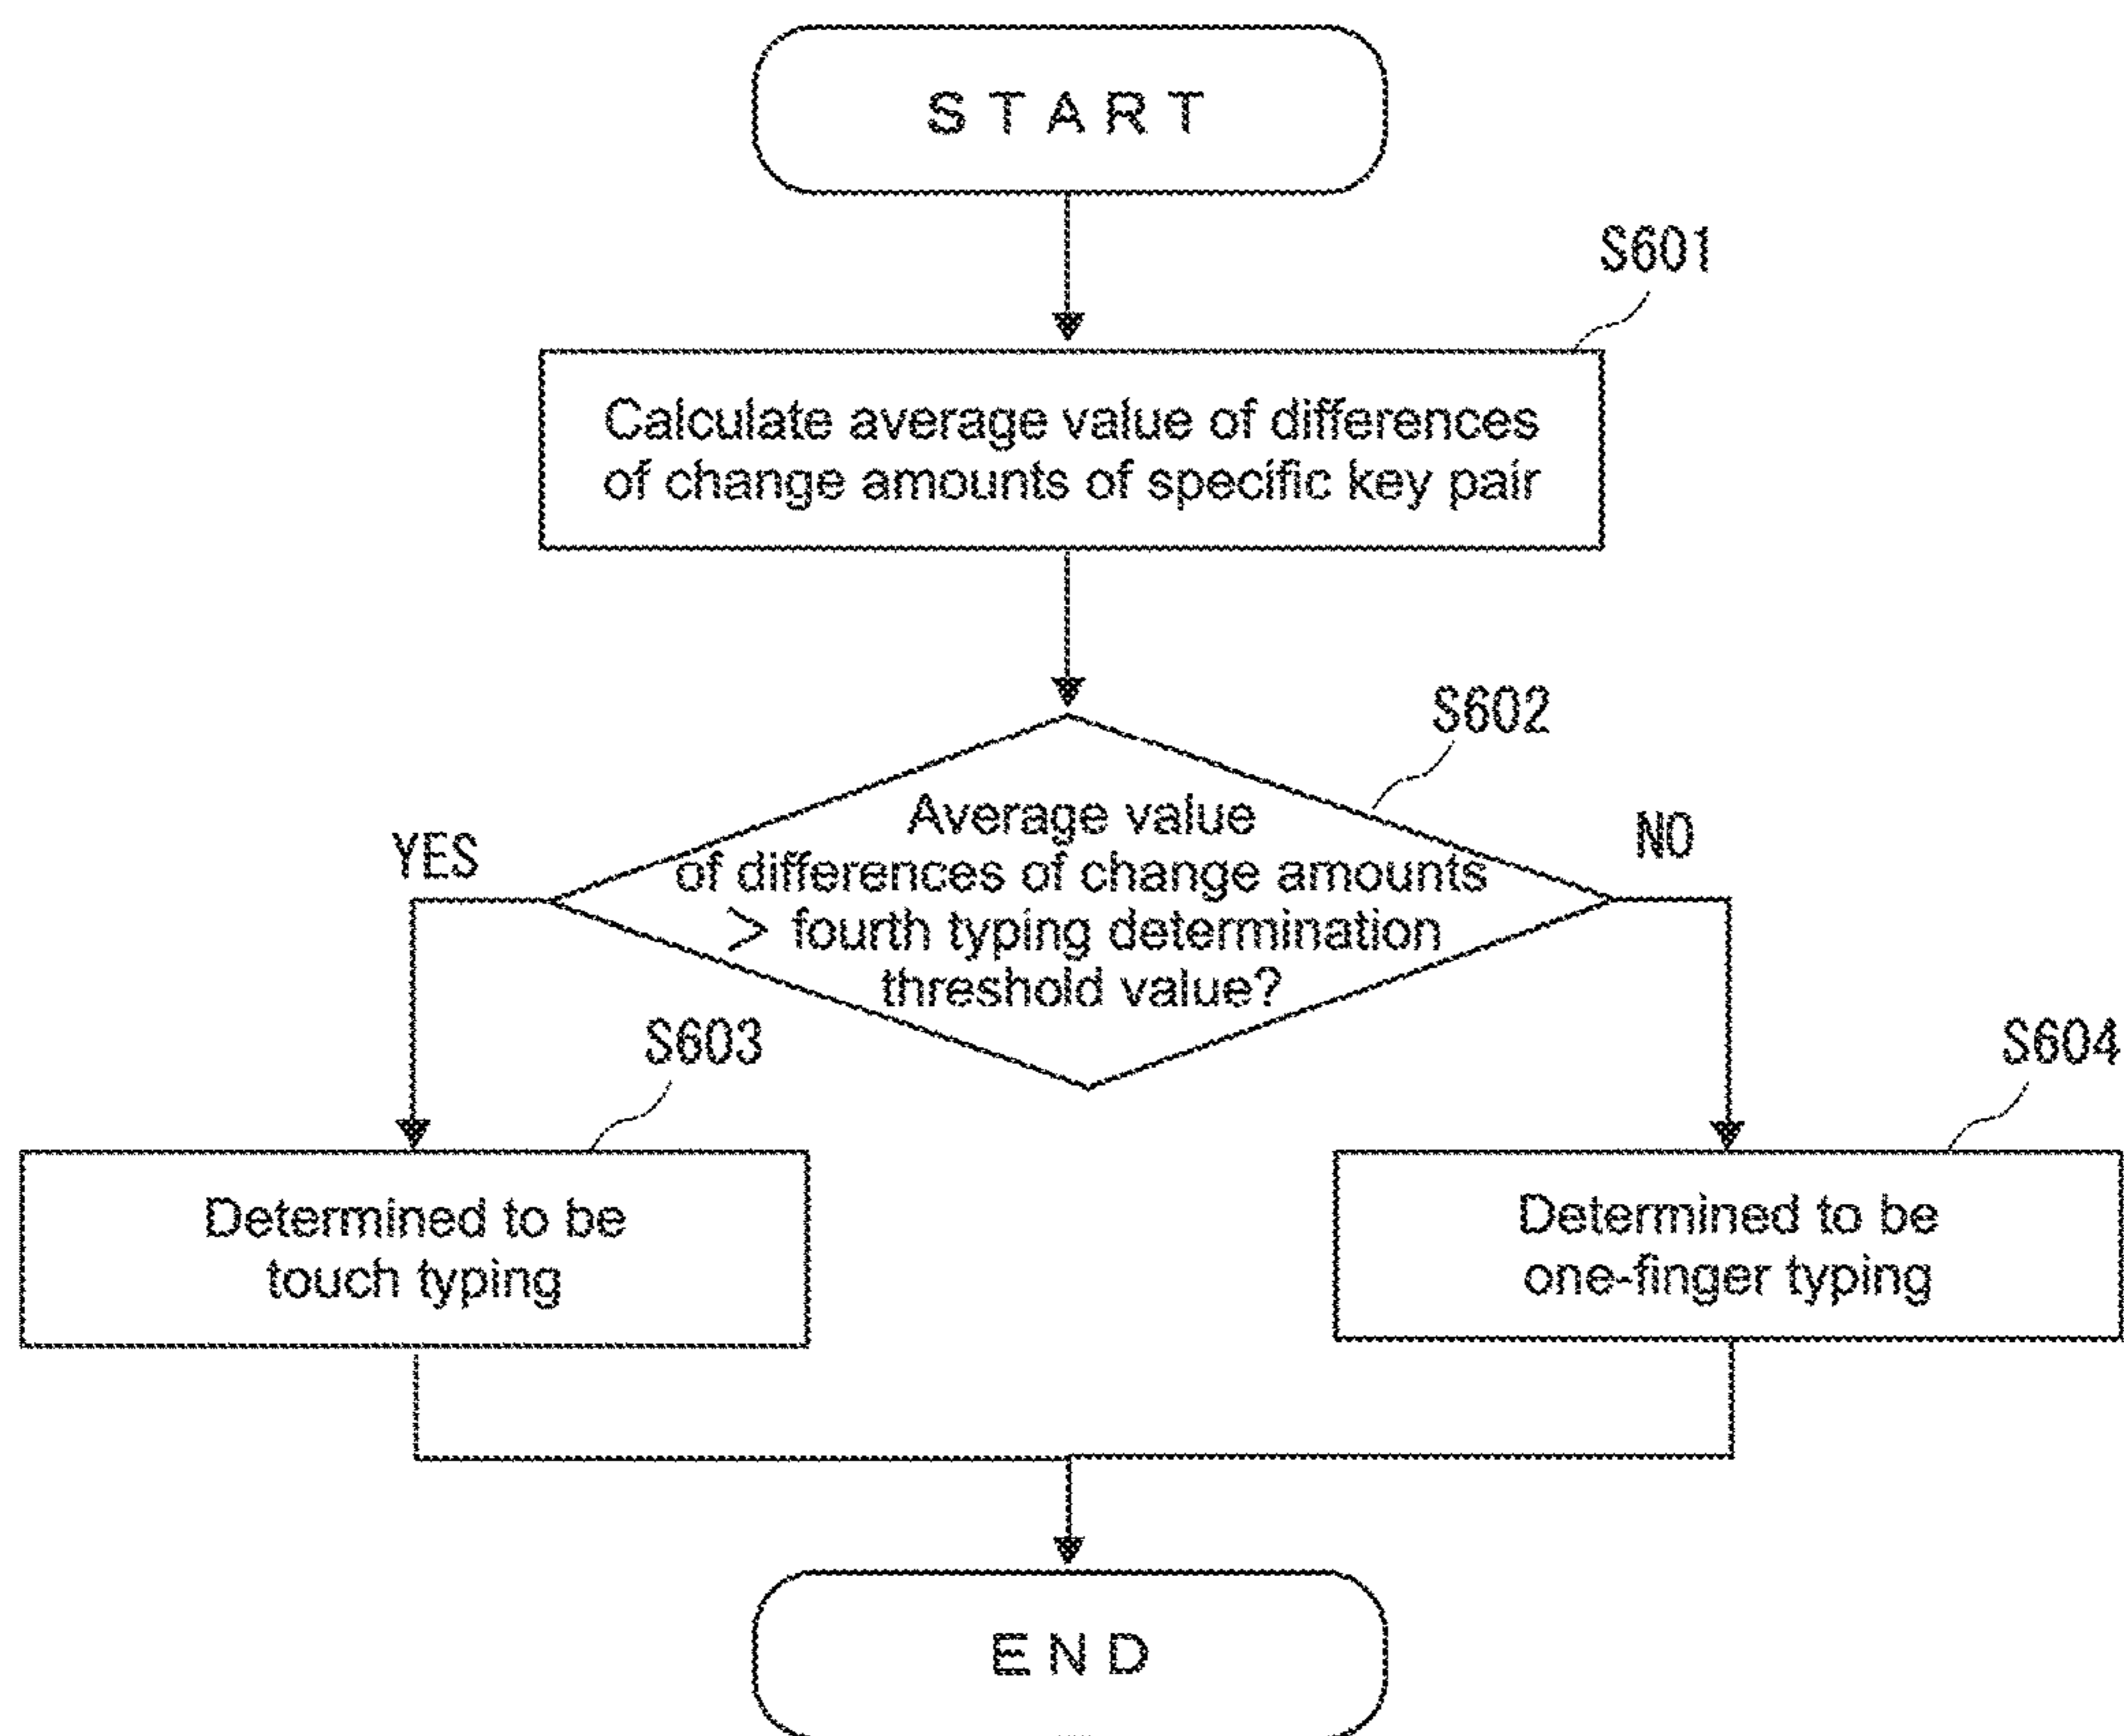 START
S601
Calculate average value of differences
of change amounts of specific key pair
S602
YES
NO
Average value
of differences of change amounts
> fourth typing determination
threshold value?
S603
S604
Determined to be
touch typing
Determined to be
one-finger typing
END